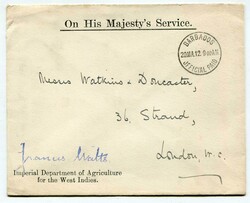 On His Majesty's Service.
BARBADOS
OFFICIAL PAID
Messrs Watkins & Doncaster,
36, Strand,
London, W.C.
Francis Watts
Imperial Department of Agriculture
for the West Indies.